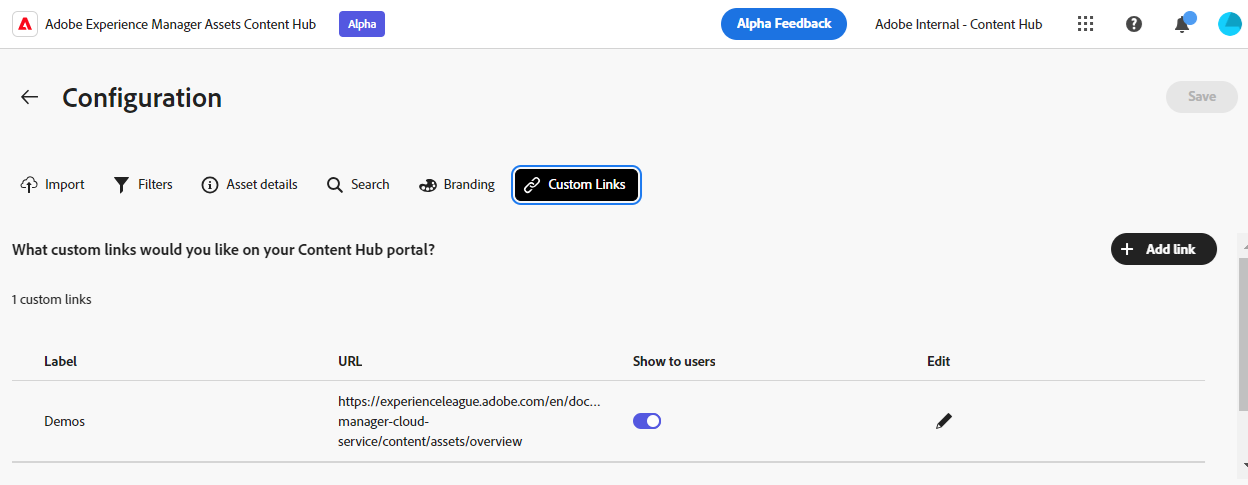 Adobe Experience Manager Assets Content Hub
Alpha
Alpha Feedback
Adobe Internal - Content Hub
Configuration
Save
Import
Filters
Asset details
Search
Branding
Custom Links
What custom links would you like on your Content Hub portal?
Add link
1 custom links
Label
URL
Show to users
Edit
Demos
https://experienceleague.adobe.com/en/doc...
manager-cloud-
service/content/assets/overview